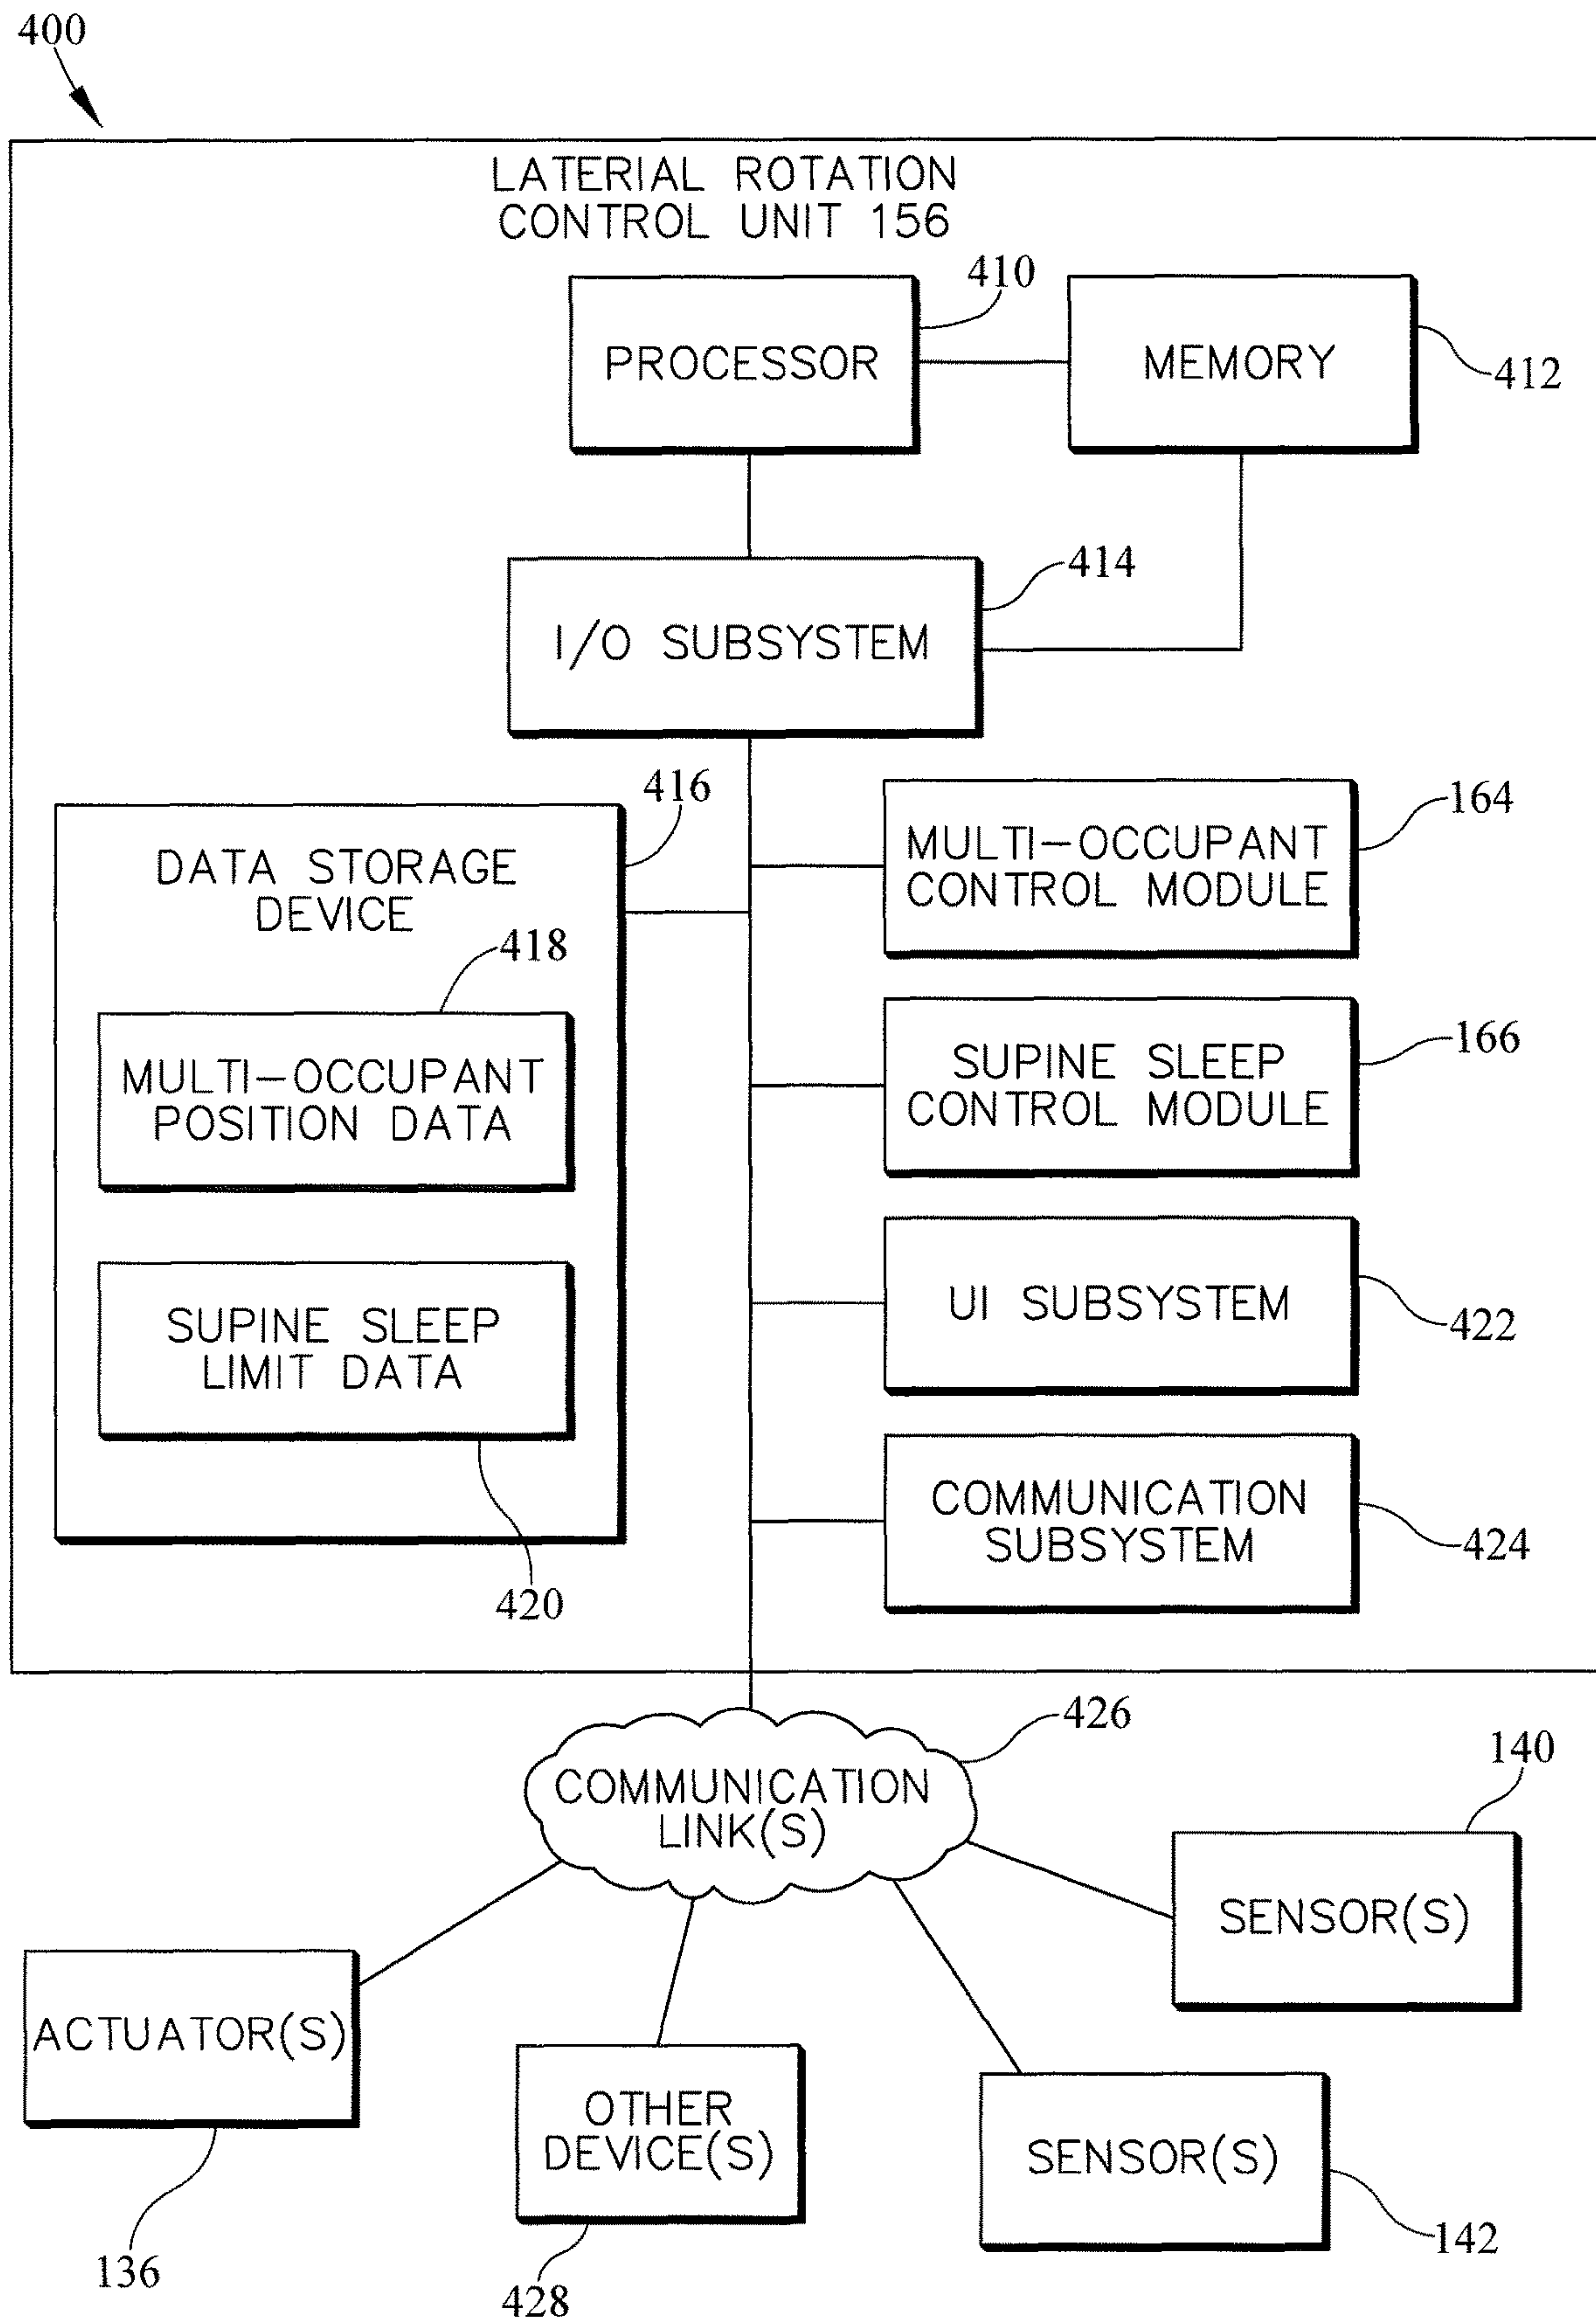 400
LATERIAL ROTATION
CONTROL UNIT 156
410
PROCESSOR
MEMORY
412
414
I/O SUBSYSTEM
416
DATA STORAGE
DEVICE
418
MULTI-OCCUPANT
POSITION DATA
SUPINE SLEEP
LIMIT DATA
420
164
MULTI-OCCUPANT
CONTROL MODULE
166
SUPINE SLEEP
CONTROL MODULE
UI SUBSYSTEM
422
COMMUNICATION
SUBSYSTEM
424
426
COMMUNICATION
LINK(S)
140
SENSOR(S)
ACTUATOR(S)
136
OTHER
DEVICE(S)
428
SENSOR(S)
142